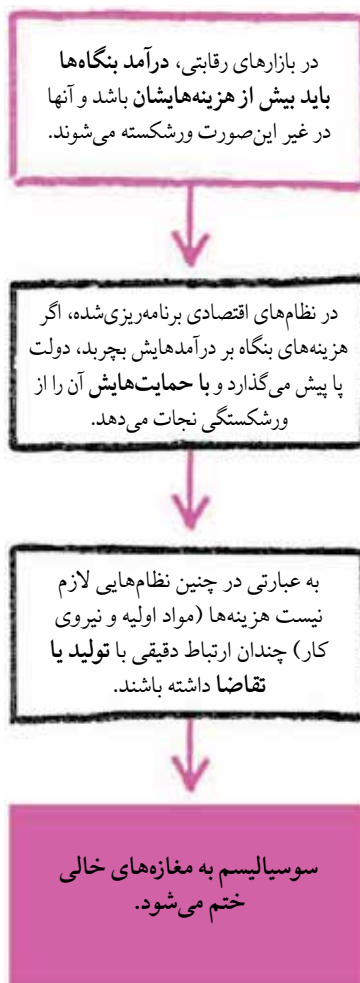 در بازارهای رقابتی، درآمد بنگاه‌ها
باید بیش از هزینه‌هایشان باشد و آنها
در غیر این‌صورت ورشکسته می‌شوند.
در نظام‌های اقتصادی برنامه‌ریزی‌شده، اگر
هزینه‌های بنگاه بر درآمدهایش بچربد، دولت
پا پیش می‌گذارد و با حمایت‌هایش آن را از
ورشکستگی نجات می‌دهد.
به عبارتی در چنین نظام‌هایی لازم
نیست هزینه‌ها (مواد اولیه و نیروی
کار) چندان ارتباط دقیقی با تولید یا
تقاضا داشته باشند.
سوسیالیسم به مغازه‌های خالی
ختم می‌شود.